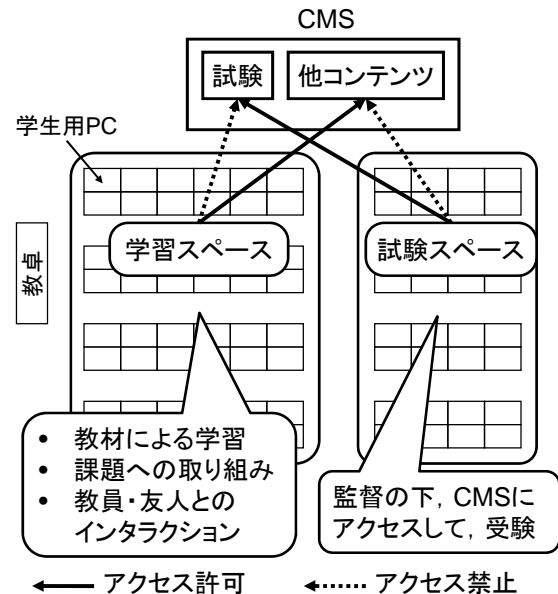 CMS
試験
他コンテンツ
学生用PC
教卓
学習スペース
試験スペース
• 教材による学習
• 課題への取り組み
• 教員・友人との
インタラクション
監督の下，CMSに
アクセスして，受験
アクセス許可
アクセス禁止